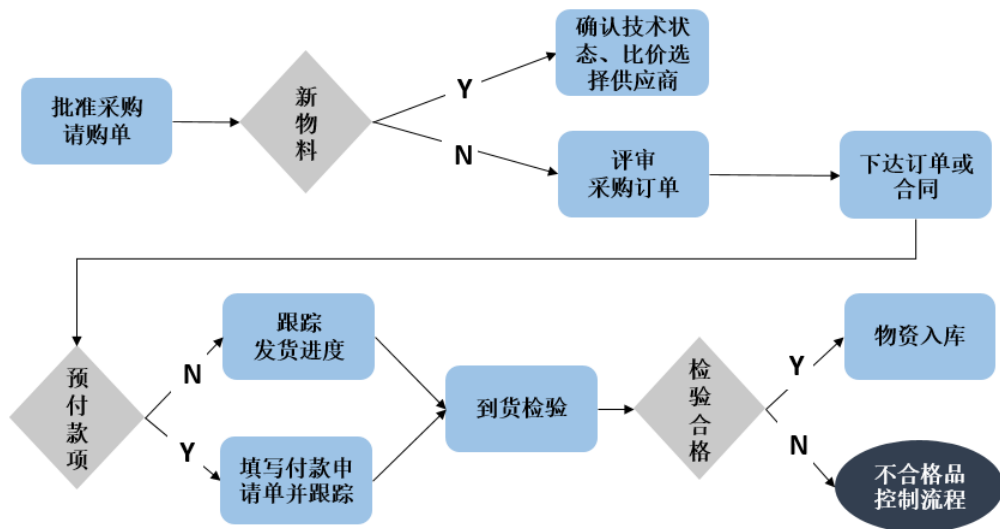 批准采购
请购单
新
物
料
Y
确认技术状
态、比价选
择供应商
N
评审
采购订单
下达订单或
合同
预
付
款
项
N
跟踪
发货进度
Y
填写付款申
请单并跟踪
到货检验
检
验
合
格
Y
物资入库
N
不合格品
控制流程